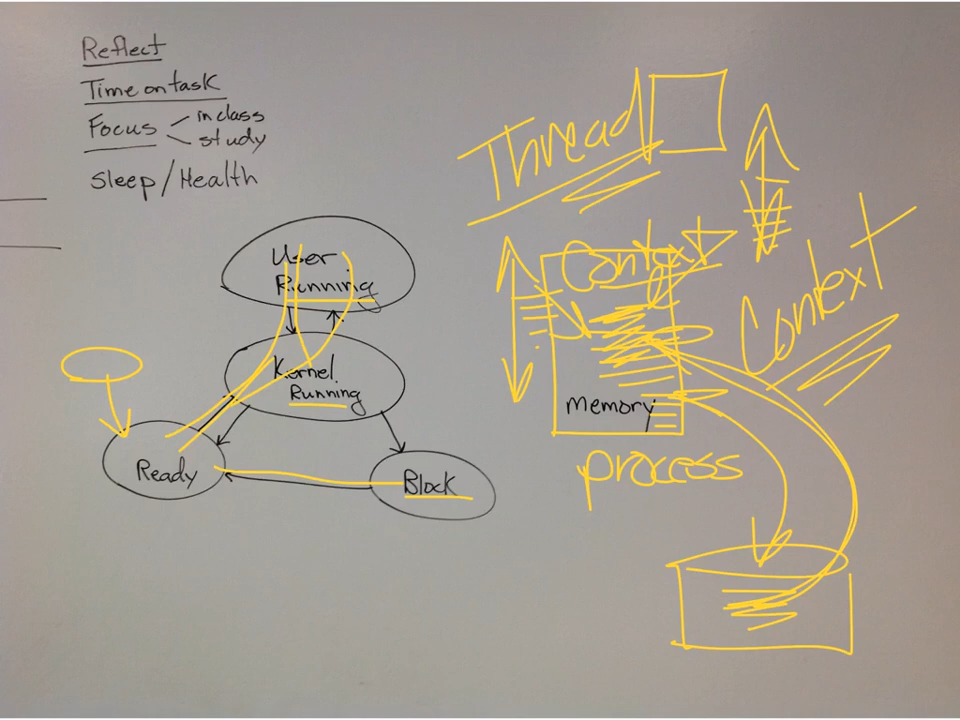 Reflect
Time on task
Focus
in class
study
Sleep/Health
User
Running
Kernel
Running
Ready
Block
Thread
Context
Memory
process
Context